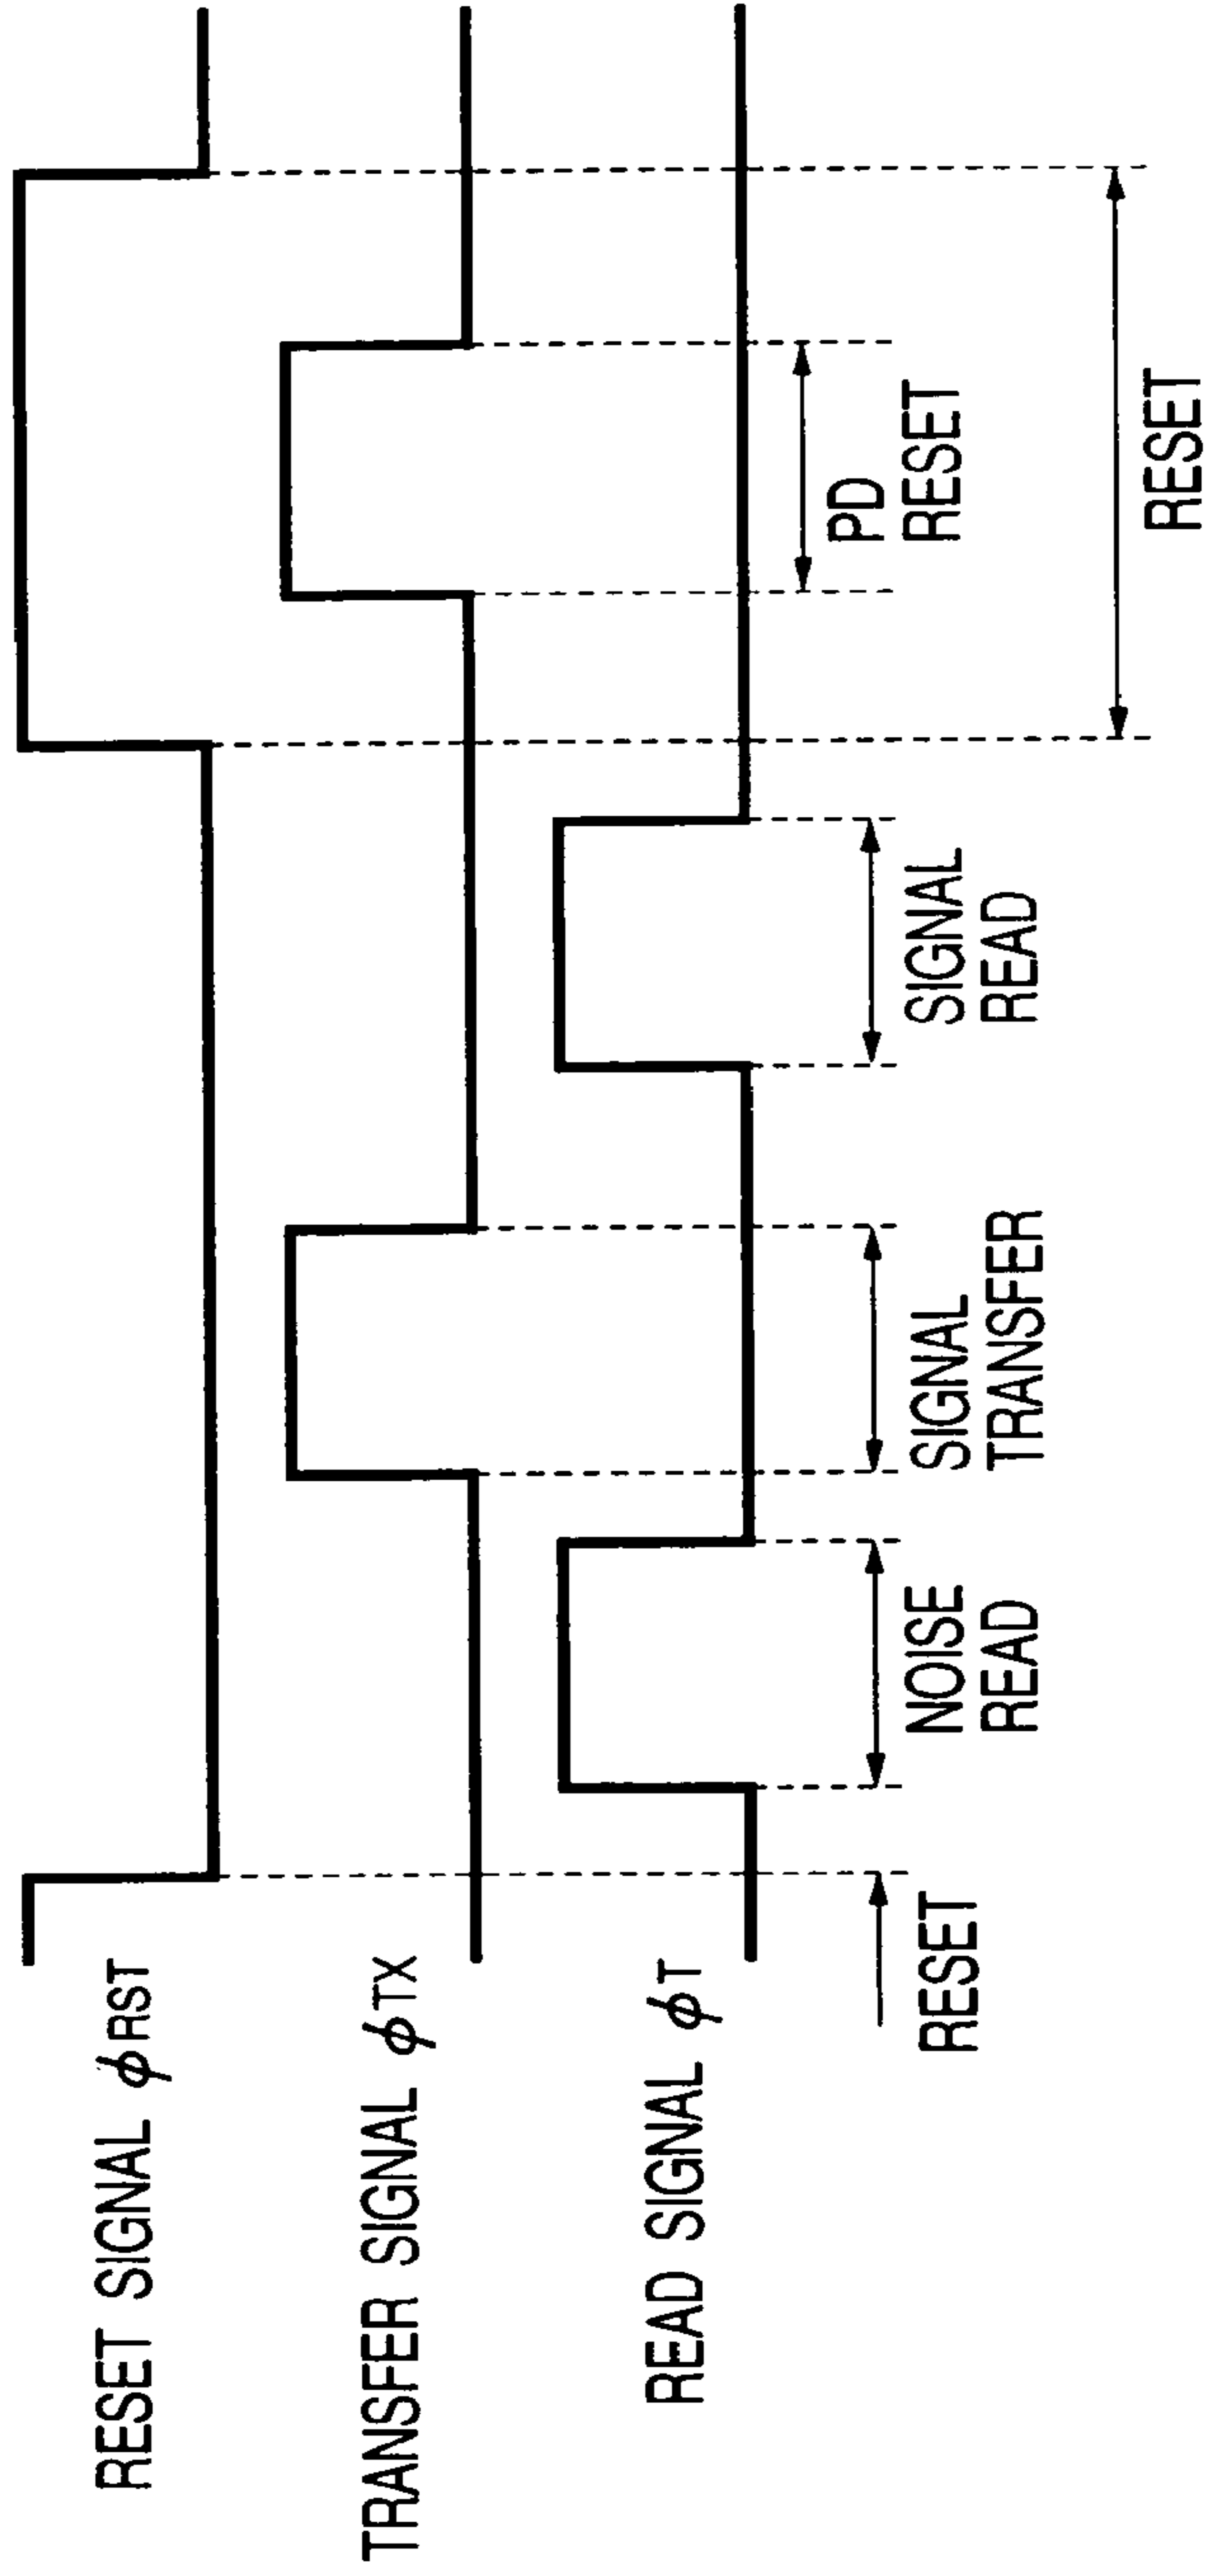 RESET SIGNAL ϕRST
TRANSFER SIGNAL ϕTX
READ SIGNAL ϕT
RESET
NOISE
READ
SIGNAL
TRANSFER
SIGNAL
READ
PD
RESET
RESET